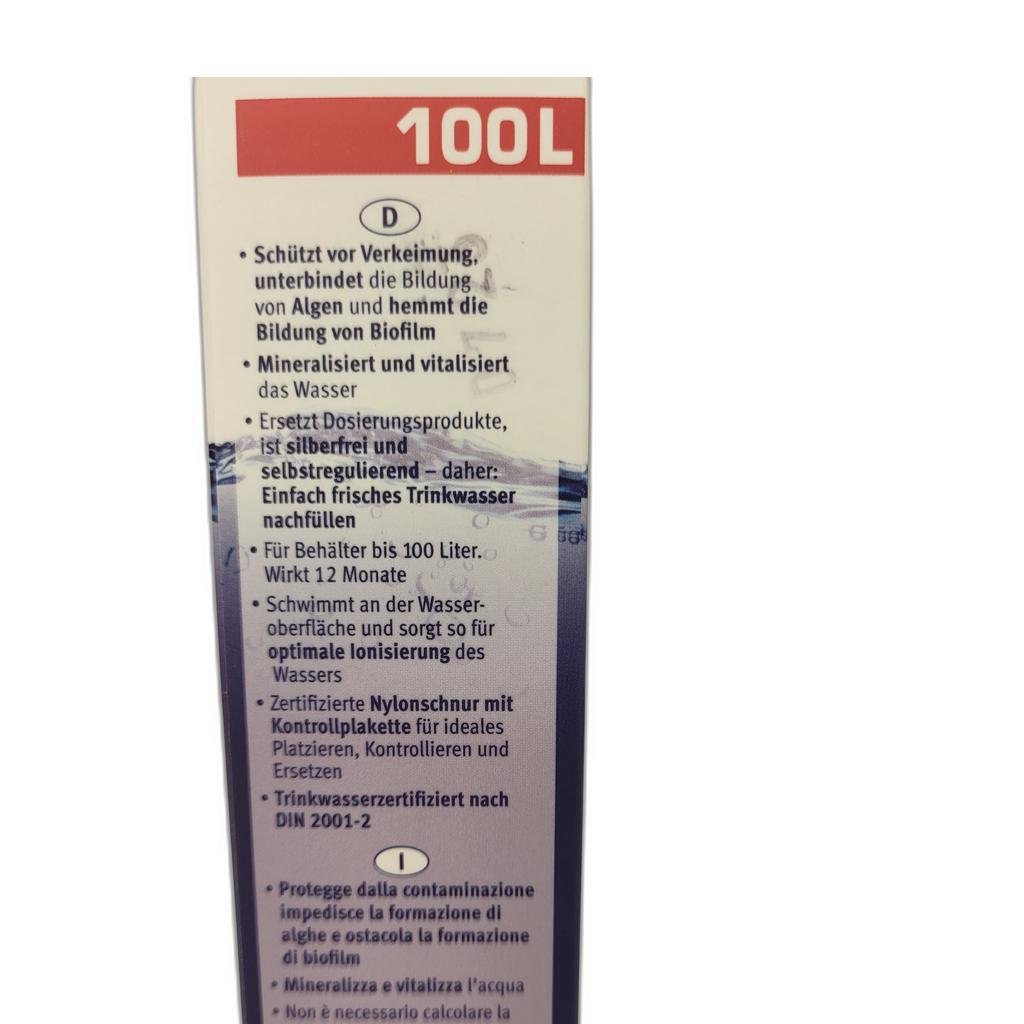 100L
D
• Schützt vor Verkeimung,
unterbindet die Bildung
von Algen und hemmt die
Bildung von Biofilm
• Mineralisiert und vitalisiert
das Wasser
• Ersetzt Dosierungsprodukte,
ist silberfrei und
selbstregulierend – daher:
Einfach frisches Trinkwasser
nachfüllen
• Für Behälter bis 100 Liter.
Wirkt 12 Monate
• Schwimmt an der Wasser-
oberfläche und sorgt so für
optimale Ionisierung des
Wassers
• Zertifizierte Nylonschnur mit
Kontrollplakette für ideales
Platzieren, Kontrollieren und
Ersetzen
• Trinkwasserzertifiziert nach
DIN 2001-2
I
• Protegge dalla contaminazione
impedisce la formazione di
alghe e ostacola la formazione
di biofilm
• Mineralizza e vitalizza l'acqua
• Non è necessario calcolare la